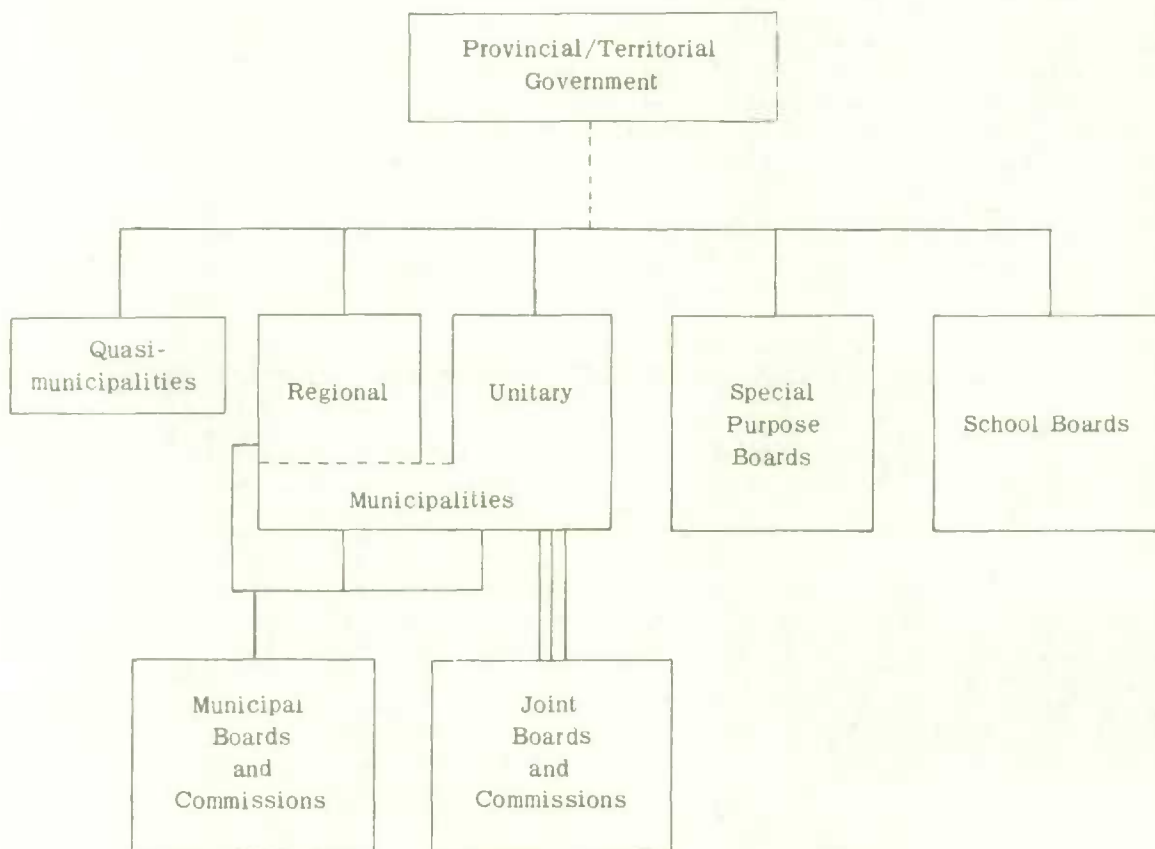 Provincial/Territorial
Government
Quasi-
municipalities
Regional
Unitary
Municipalities
Special
Purpose
Boards
School Boards
Municipal
Boards
and
Commissions
Joint
Boards
and
Commissions